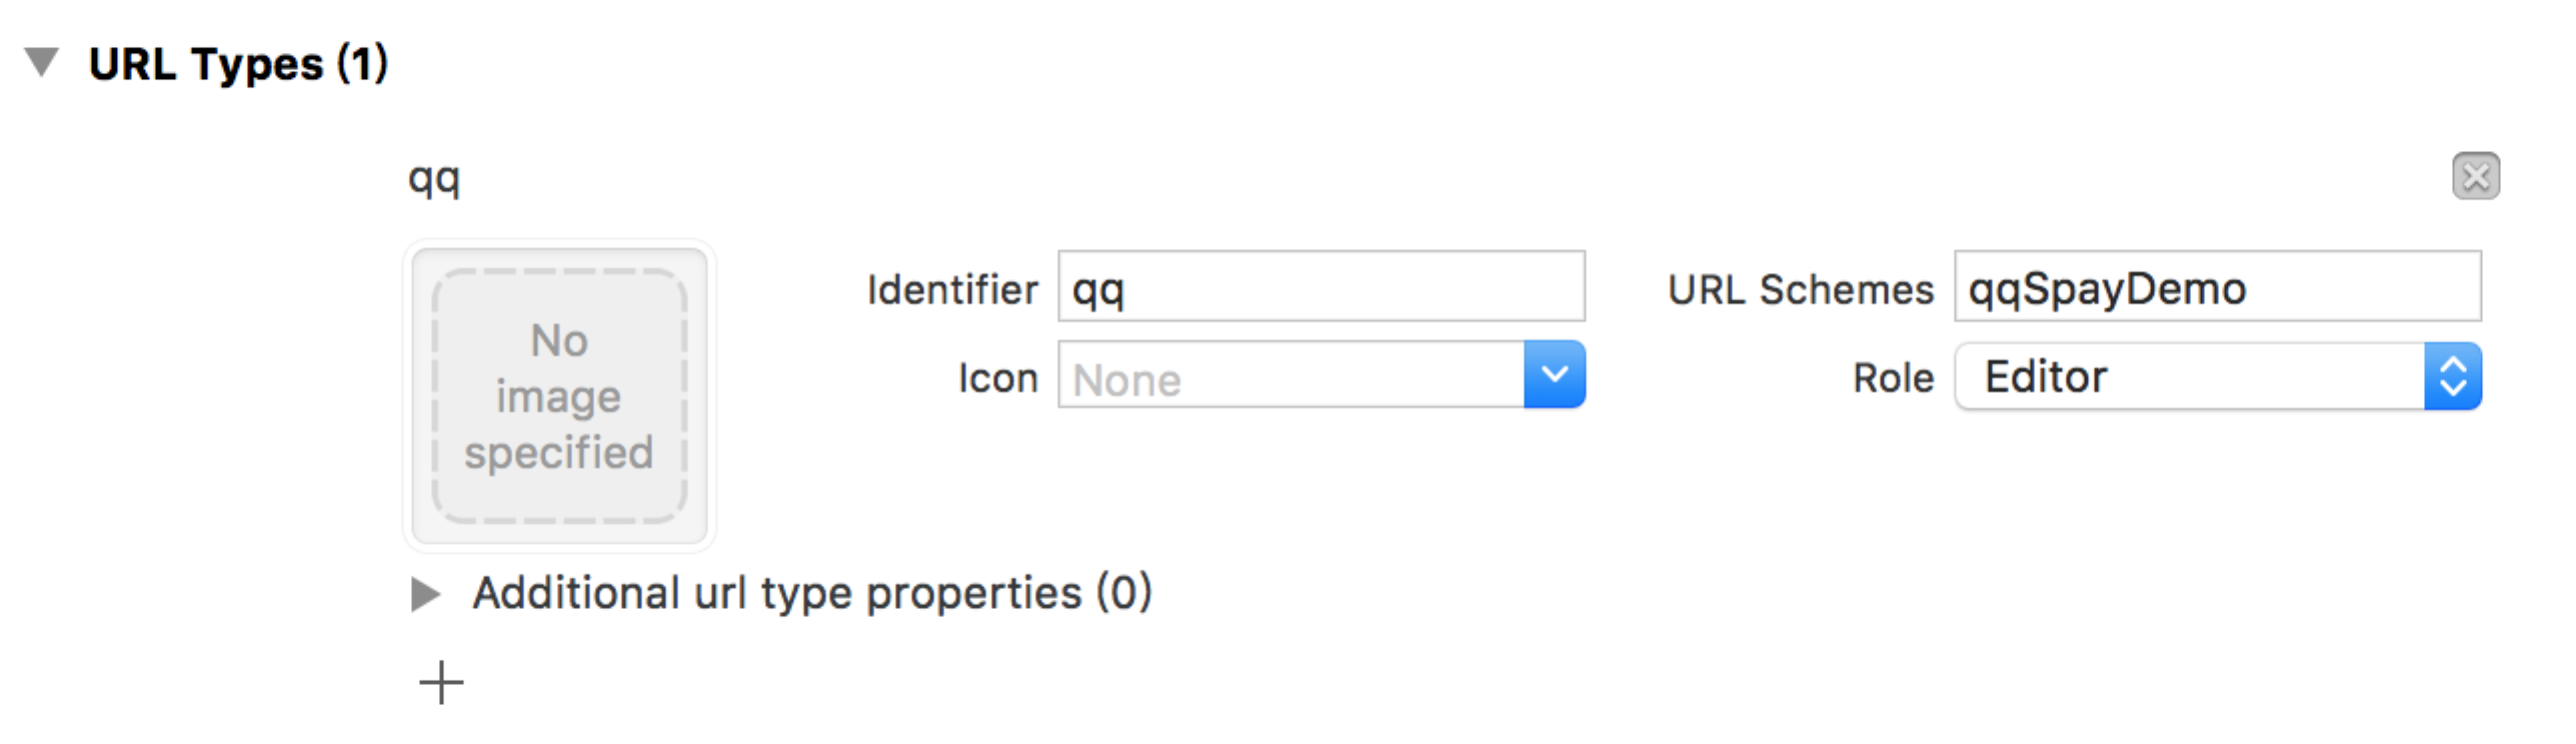 URL Types (1)
qq
No
image
specified
Identifier qq
URL Schemes qqSpayDemo
Icon None
Role Editor
Additional url type properties (0)